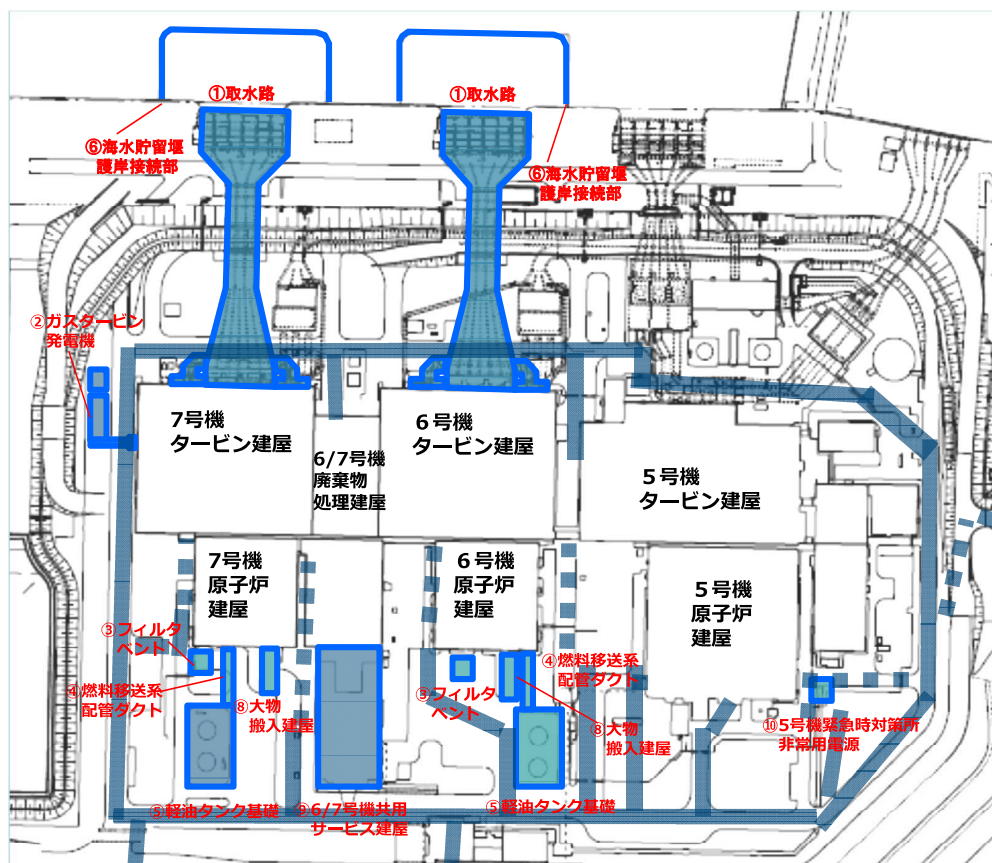 ①取水路
①取水路
⑥海水貯留堰
護岸接続部
⑥海水貯留堰
護岸接続部
②ガスタービン
発電機
7号機
タービン建屋
6号機
タービン建屋
6/7号機
廃棄物
処理建屋
5号機
タービン建屋
7号機
原子炉
建屋
6号機
原子炉
建屋
5号機
原子炉
建屋
③フィルタ
ベント
④燃料移送系
配管ダクト
⑧大物
搬入建屋
③フィルタ
ベント
④燃料移送系
配管ダクト
⑧大物
搬入建屋
⑩5号機緊急時対策所
非常用電源
⑤軽油タンク基礎
⑨6/7号機共用
サービス建屋
⑤軽油タンク基礎